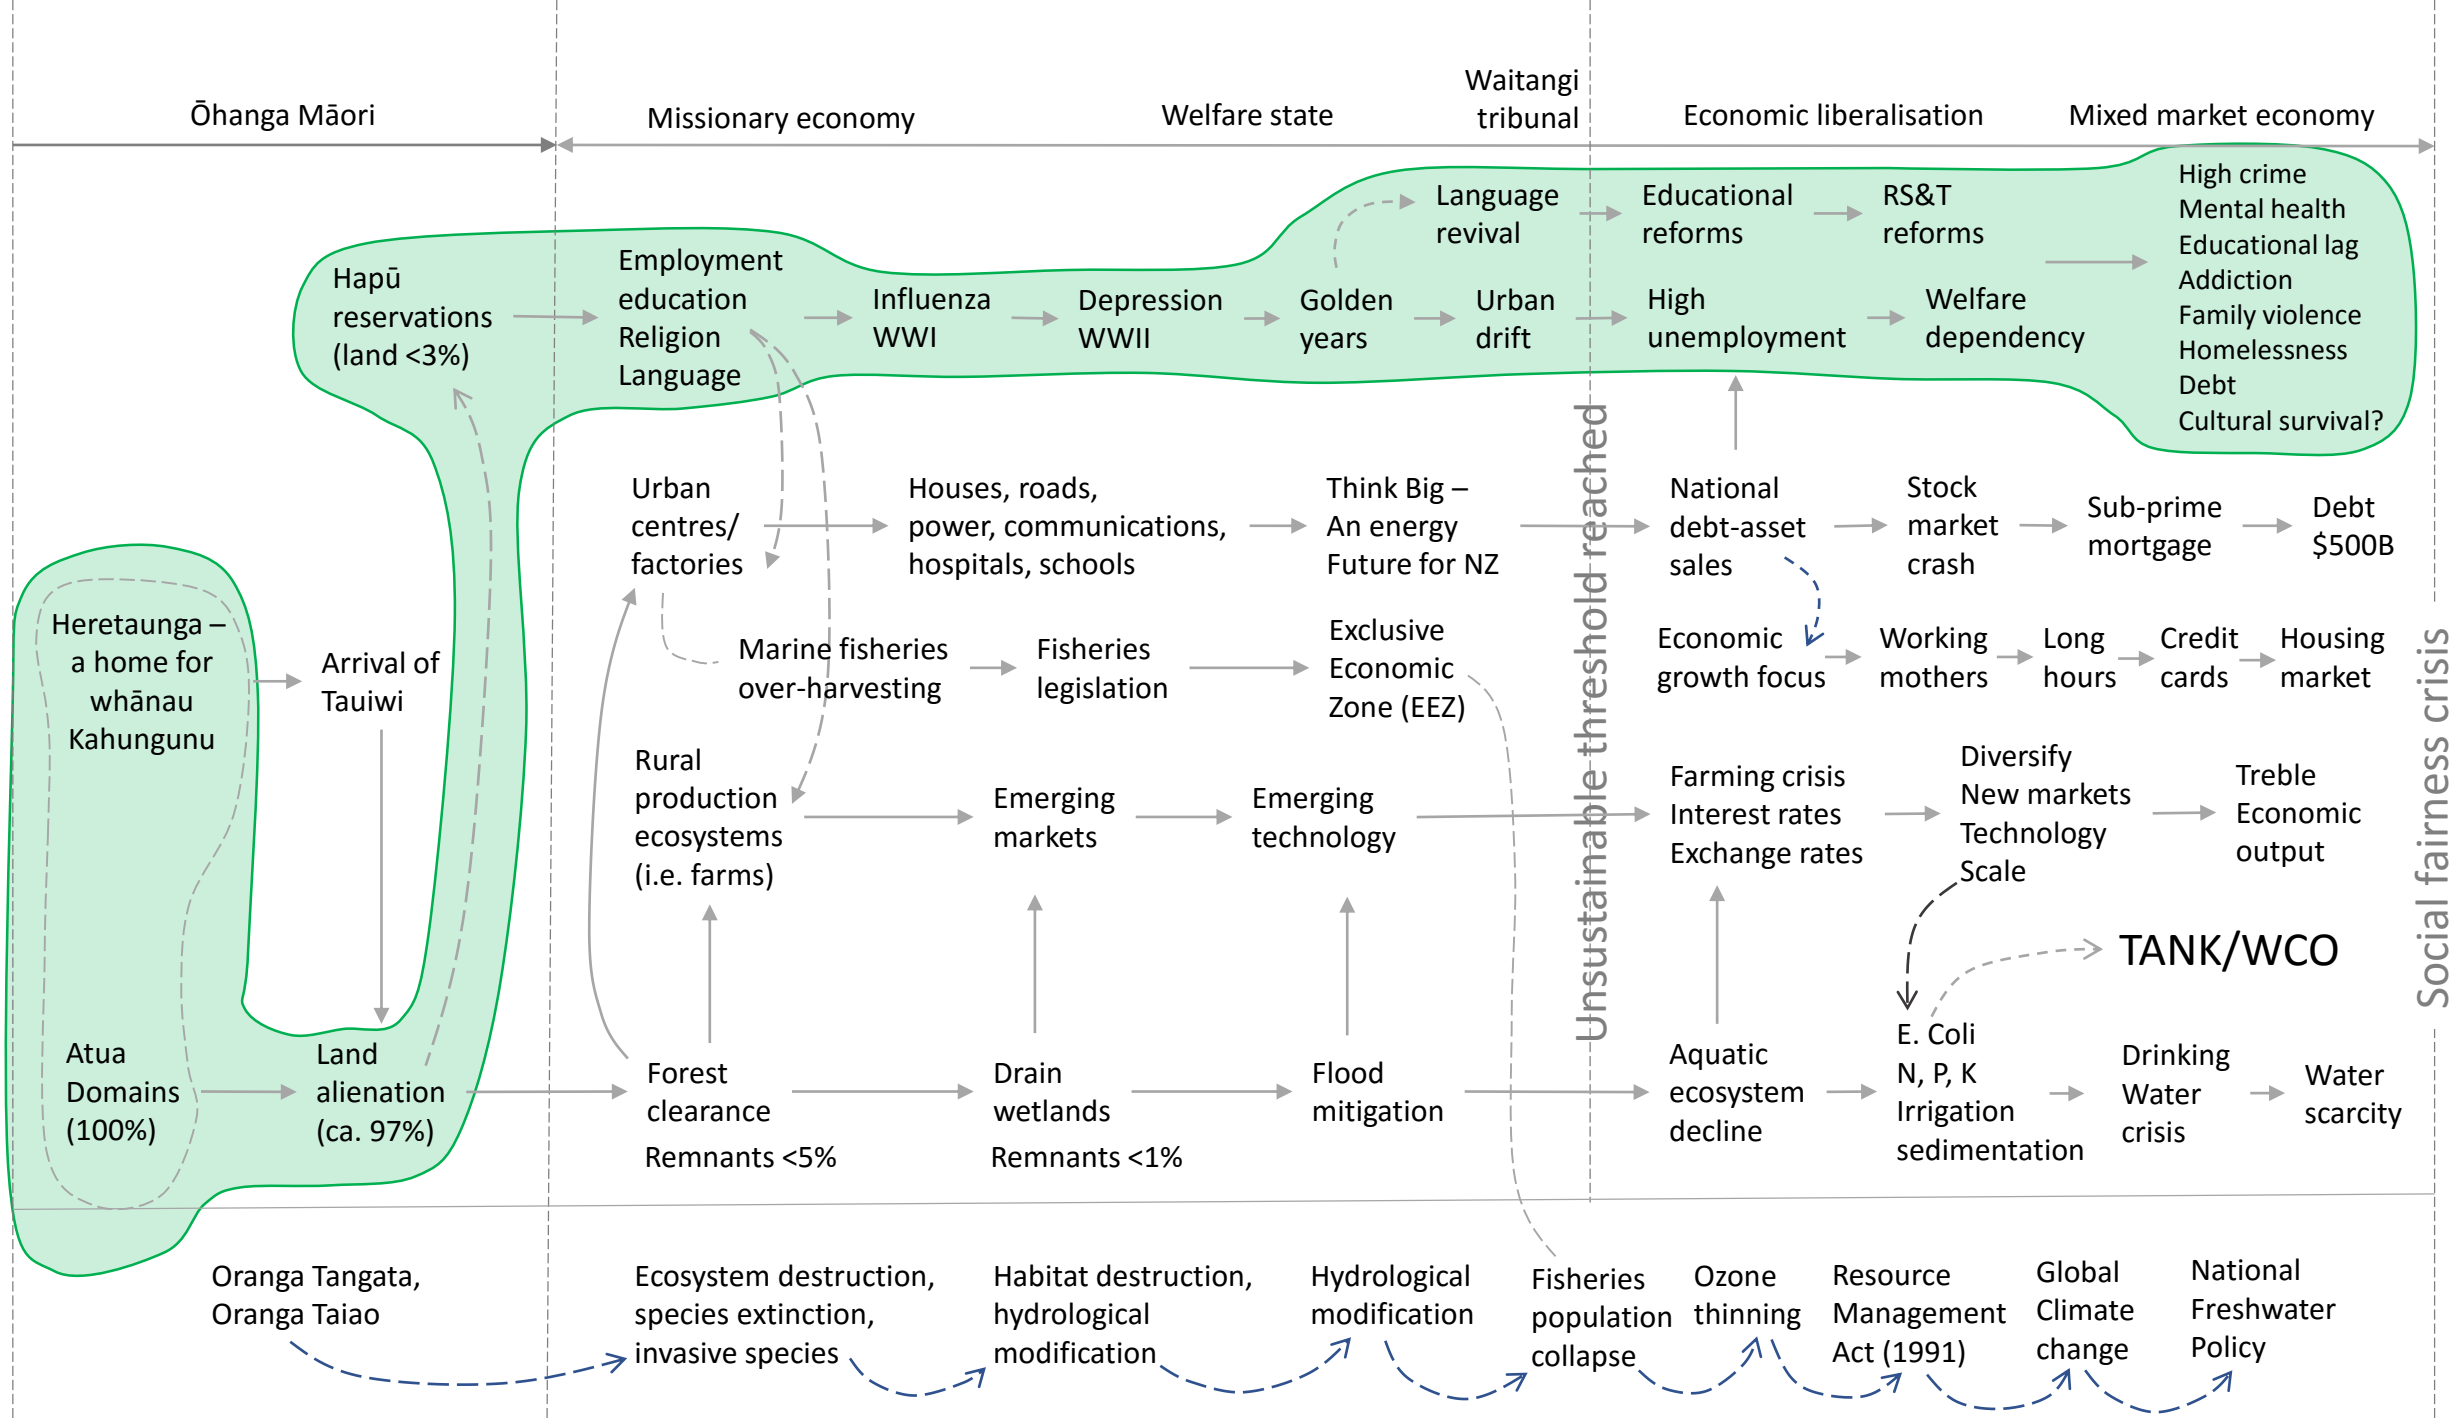 Ōhanga Māori
Missionary economy
Welfare state
Waitangi
tribunal
Economic liberalisation
Mixed market economy
Hapū
reservations
(land <3%)
Employment
education
Religion
Language
Influenza
WWI
Depression
WWII
Golden
years
Language
revival
Urban
drift
Educational
reforms
High
unemployment
RS&T
reforms
Welfare
dependency
High crime
Mental health
Educational lag
Addiction
Family violence
Homelessness
Debt
Cultural survival?
Urban
centres/
factories
Houses, roads,
power, communications,
hospitals, schools
Think Big –
An energy
Future for NZ
Unsustainable threshold reached
National
debt-asset
sales
Stock
market
crash
Sub-prime
mortgage
Debt
$500B
Heretaunga –
a home for
whānau
Kahungunu
Arrival of
Tauiwi
Marine fisheries
over-harvesting
Fisheries
legislation
Exclusive
Economic
Zone (EEZ)
Economic
growth focus
Working
mothers
Long
hours
Credit
cards
Housing
market
Social fairness crisis
Rural
production
ecosystems
(i.e. farms)
Emerging
markets
Emerging
technology
Farming crisis
Interest rates
Exchange rates
Diversify
New markets
Technology
Scale
Treble
Economic
output
TANK/WCO
Atua
Domains
(100%)
Land
alienation
(ca. 97%)
Forest
clearance
Remnants <5%
Drain
wetlands
Remnants <1%
Flood
mitigation
Aquatic
ecosystem
decline
E. Coli
N, P, K
Irrigation
sedimentation
Drinking
Water
crisis
Water
scarcity
Oranga Tangata,
Oranga Taiao
Ecosystem destruction,
species extinction,
invasive species
Habitat destruction,
hydrological
modification
Hydrological
modification
Fisheries
population
collapse
Ozone
thinning
Resource
Management
Act (1991)
Global
Climate
change
National
Freshwater
Policy